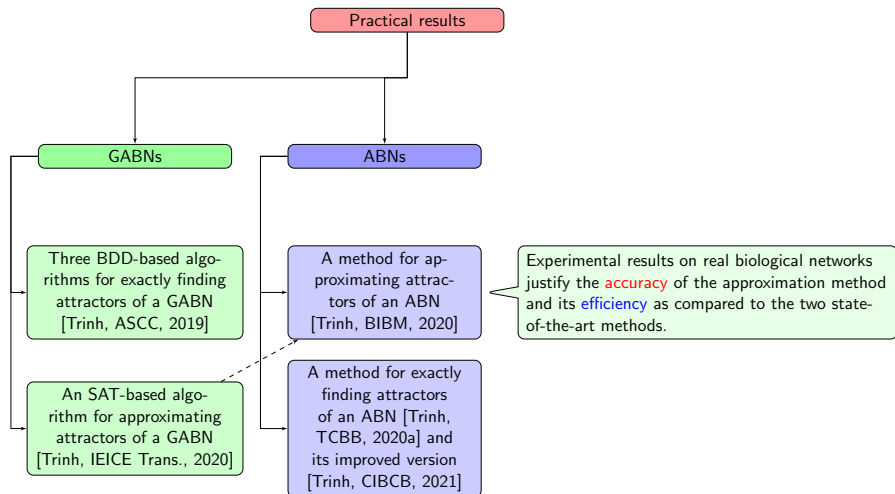 Practical results
GABNs
ABNs
Three BDD-based algo-
rithms for exactly finding
attractors of a GABN
[Trinh, ASCC, 2019]
A method for ap-
proximating attrac-
tors of an ABN
[Trinh, BIBM, 2020]
Experimental results on real biological networks
justify the accuracy of the approximation method
and its efficiency as compared to the two state-
of-the-art methods.
An SAT-based algo-
rithm for approximating
attractors of a GABN
[Trinh, IEICE Trans., 2020]
A method for exactly
finding attractors
of an ABN [Trinh,
TCBB, 2020a] and
its improved version
[Trinh, CIBCB, 2021]